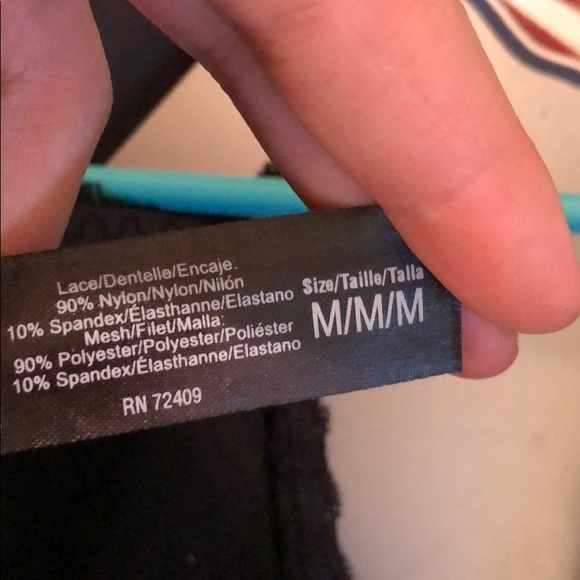 Lace/Dentelle/Encaje:
90% Nylon/Nylon/Nilón
10% Spandex/Élasthanne/Elastano
Mesh/Filet/Malla:
90% Polyester/Polyester/Poliéster
10% Spandex/Élasthanne/Elastano
RN 72409
Size/Taille/Talla
M/M/M